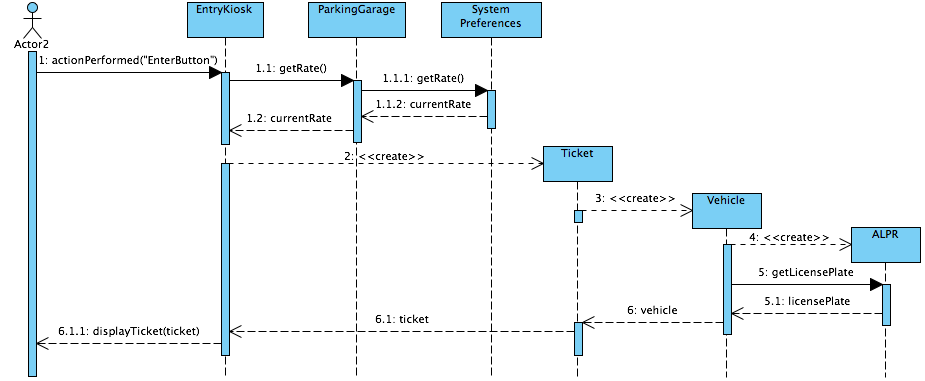 EntryKiosk
ParkingGarage
System
Preferences
Actor2
1: actionPerformed("EnterButton")
1.1: getRate()
1.1.1: getRate()
1.1.2: currentRate
1.2: currentRate
2: <<create>>
Ticket
3: <<create>>
Vehicle
4: <<create>>
ALPR
5: getLicensePlate
5.1: licensePlate
6: vehicle
6.1: ticket
6.1.1: displayTicket(ticket)